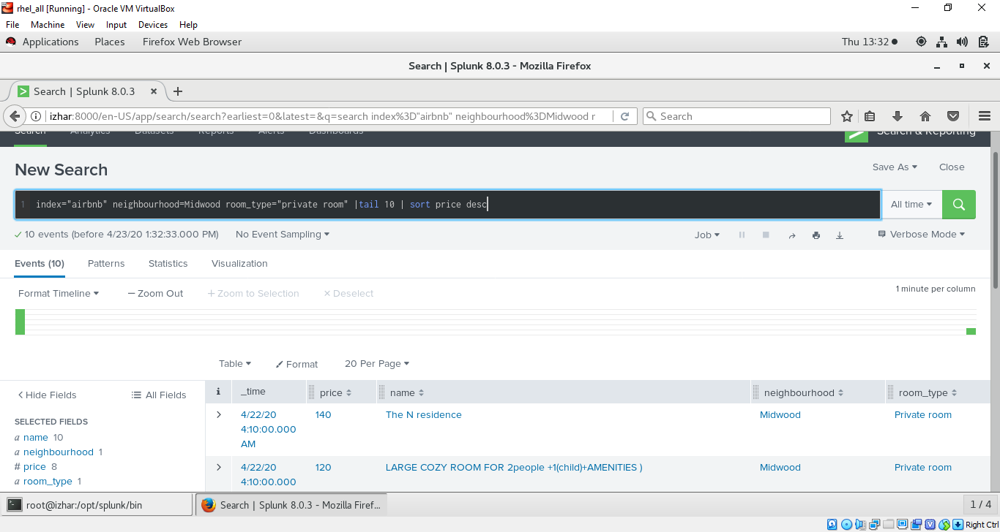 rhel_all [Running] - Oracle VM VirtualBox
File Machine View Input Devices Help
Applications Places Firefox Web Browser Thu 13:32
Search | Splunk 8.0.3 - Mozilla Firefox
Search | Splunk 8.0.3
izhar:8000/en-US/app/search/search?earliest=0&latest=&q=search index%3D"airbnb" neighbourhood%3DMidwood r Search
Search Analytics Datasets Reports Alerts Dashboards Search & Reporting
New Search Save As Close
1 index="airbnb" neighbourhood=Midwood room_type="private room" |tail 10 | sort price desc All time
10 events (before 4/23/20 1:32:33.000 PM) No Event Sampling Job Verbose Mode
Events (10) Patterns Statistics Visualization
Format Timeline — Zoom Out + Zoom to Selection × Deselect 1 minute per column
Table Format 20 Per Page
Hide Fields All Fields i _time price name neighbourhood room_type
4/22/20 140 The N residence Midwood Private room
4:10:00.000
AM
SELECTED FIELDS
a name 10
a neighbourhood 1
# price 8
a room_type 1
4/22/20 120 LARGE COZY ROOM FOR 2people +1(child)+AMENITIES ) Midwood Private room
4:10:00.000
root@izhar:/opt/splunk/bin Search | Splunk 8.0.3 - Mozilla Firef... 1 / 4
Right Ctrl